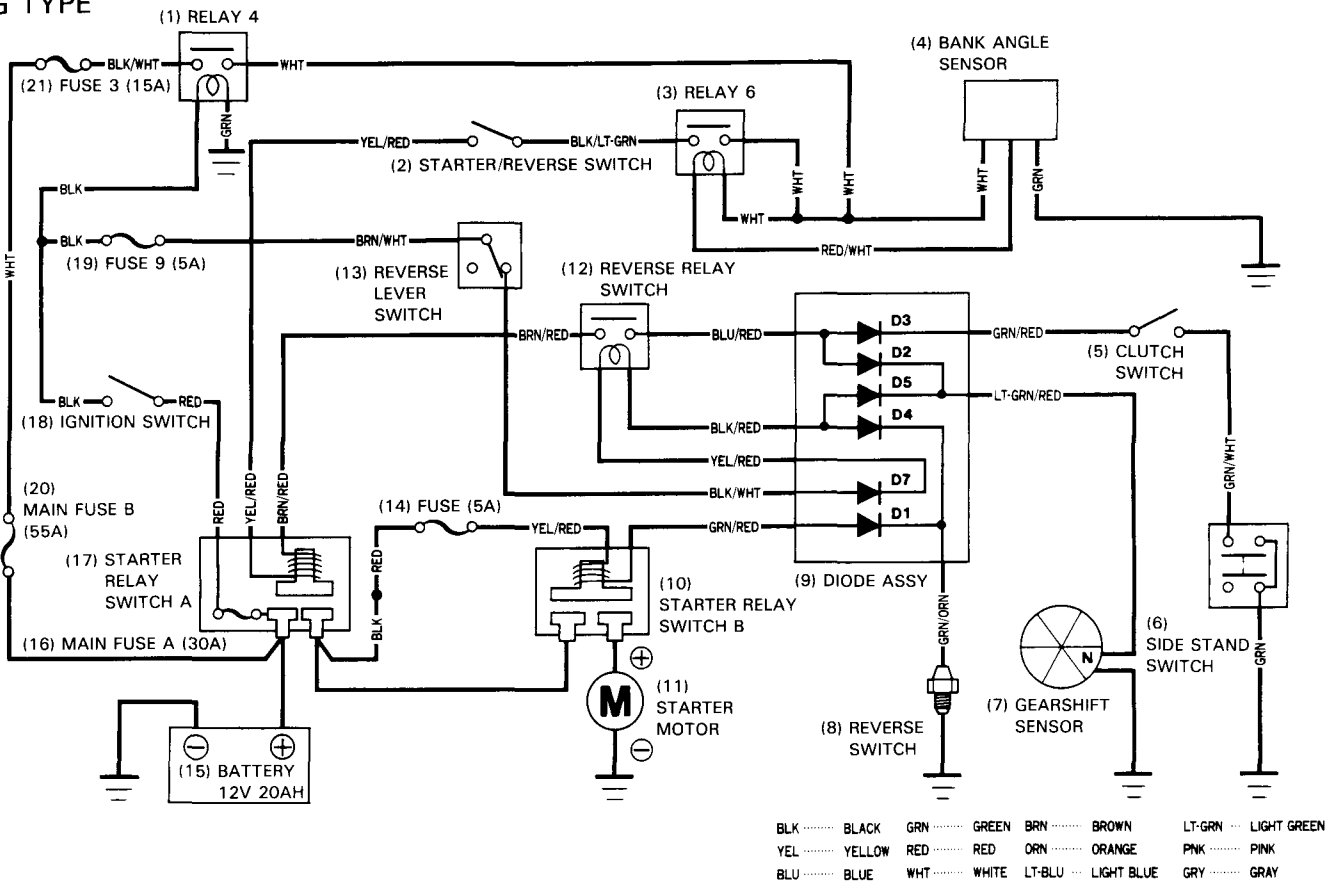 G TYPE
(1) RELAY 4
(4) BANK ANGLE
SENSOR
BLK/WHT
WHT
(21) FUSE 3 (15A)
(3) RELAY 6
GRN
YEL/RED
BLK/LT-GRN
(2) STARTER/REVERSE SWITCH
WHT
WHT
WHT
GRN
BLK
WHT
BLK
BRN/WHT
RED/WHT
WHT
(19) FUSE 9 (5A)
(13) REVERSE
LEVER
SWITCH
(12) REVERSE RELAY
SWITCH
BRN/RED
BLU/RED
D3
GRN/RED
(5) CLUTCH
SWITCH
D2
D5
LT-GRN/RED
BLK
RED
(18) IGNITION SWITCH
D4
BLK/RED
YEL/RED
GRN/WHT
D7
BLK/WHT
(20)
MAIN FUSE B
(55A)
RED
YEL/RED
BRN/RED
(14) FUSE (5A)
YEL/RED
GRN/RED
D1
(17) STARTER
RELAY
SWITCH A
RED
BLK
(9) DIODE ASSY
(10)
STARTER RELAY
SWITCH B
GRN/ORN
(16) MAIN FUSE A (30A)
N
(6)
SIDE STAND
SWITCH
GRN
+
M
(11)
STARTER
MOTOR
−
(7) GEARSHIFT
SENSOR
(8) REVERSE
SWITCH
− +
(15) BATTERY
12V 20AH
BLK ········ BLACK GRN ········ GREEN BRN ········ BROWN LT-GRN ··· LIGHT GREEN
YEL ········ YELLOW RED ········ RED ORN ········ ORANGE PNK ········ PINK
BLU ········ BLUE WHT ········ WHITE LT-BLU ··· LIGHT BLUE GRY ········ GRAY